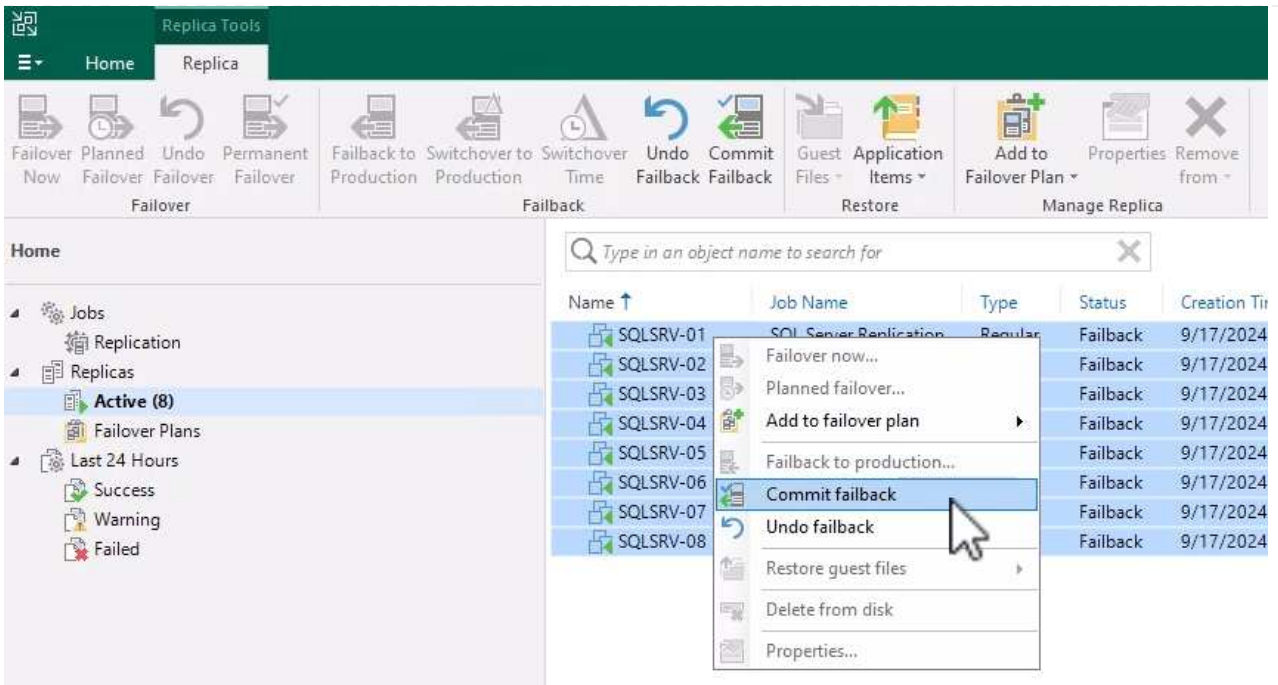 Replica Tools
Home Replica
Failover Planned Undo Permanent Failback to Switchover to Switchover Undo Commit Guest Application Add to Properties Remove
Now Failover Failover Failover Production Production Time Failback Failback Files Items Failover Plan from
Failover Failback Restore Manage Replica
Home
Jobs
Replication
Replicas
Active (8)
Failover Plans
Last 24 Hours
Success
Warning
Failed
Type in an object name to search for
Name Job Name Type Status Creation Tir
SQLSRV-01 SQL Server Replication Regular Failback 9/17/2024
SQLSRV-02 Failback 9/17/2024
SQLSRV-03 Failback 9/17/2024
SQLSRV-04 Failback 9/17/2024
SQLSRV-05 Failback 9/17/2024
SQLSRV-06 Failback 9/17/2024
SQLSRV-07 Failback 9/17/2024
SQLSRV-08 Failback 9/17/2024
Failover now...
Planned failover...
Add to failover plan
Failback to production...
Commit failback
Undo failback
Restore guest files
Delete from disk
Properties...